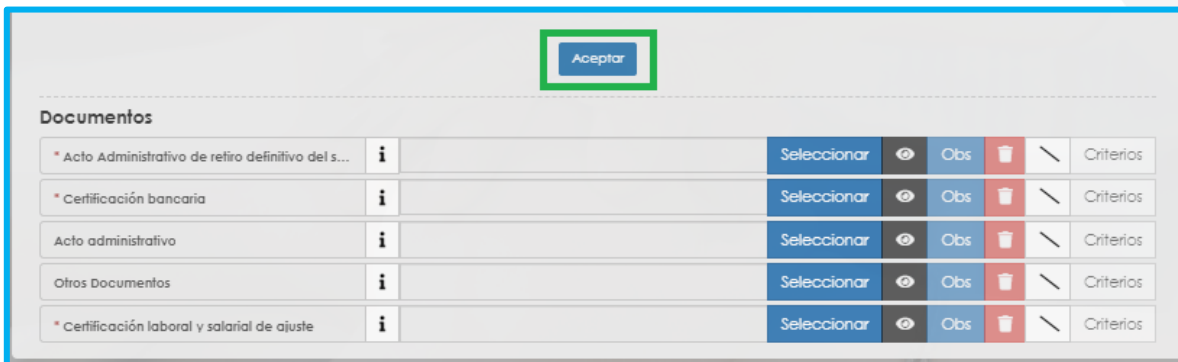 Aceptar
Documentos
* Acto Administrativo de retiro definitivo del s... i Seleccionar Obs Criterios
* Certificación bancaria i Seleccionar Obs Criterios
Acto administrativo i Seleccionar Obs Criterios
Otros Documentos i Seleccionar Obs Criterios
* Certificación laboral y salarial de ajuste i Seleccionar Obs Criterios